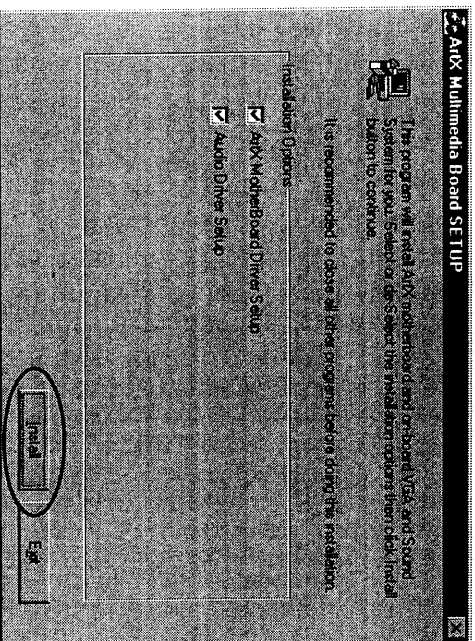 ArtX Multimedia Board SETUP
This program will install ArtX motherboard and onboard VGA and Sound
System for you. Select or de-Select the installation options then click Install
button to continue.
It is recommended to close all other programs before doing this installation.
Installation Options
ArtX MotherBoard Driver Setup
Audio Driver Setup
Install
Exit